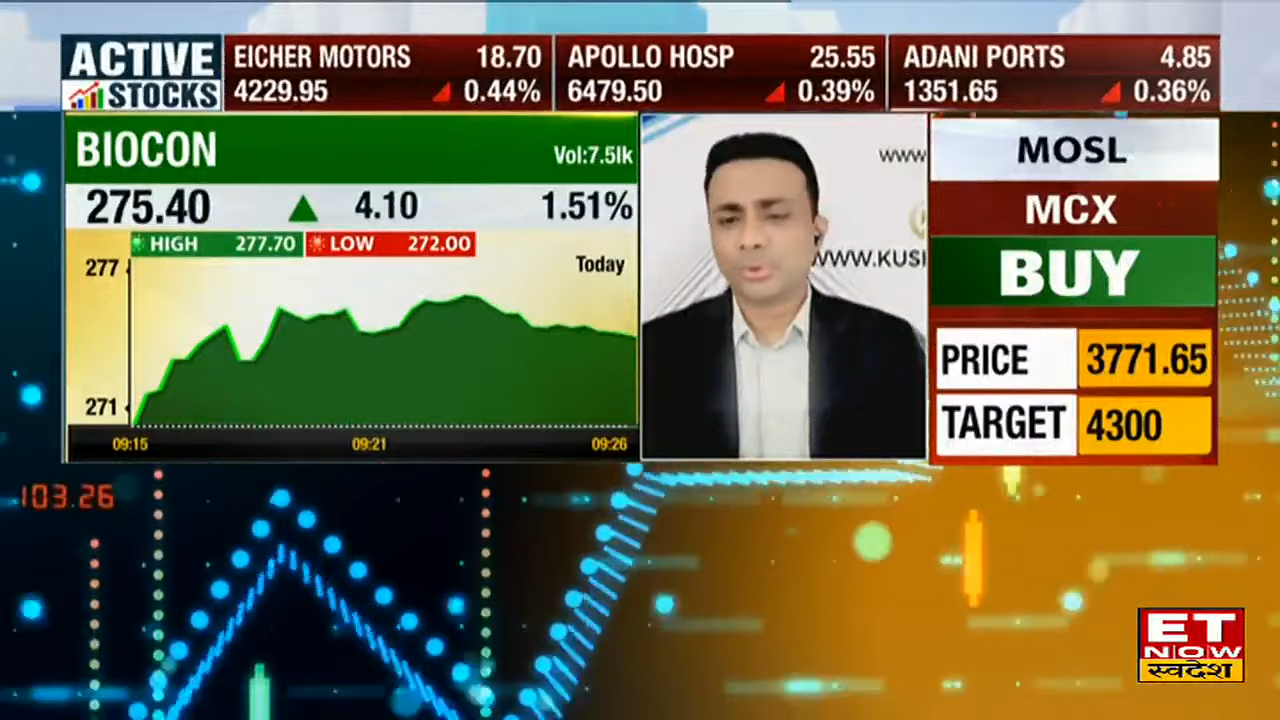 ACTIVE
STOCKS
EICHER MOTORS 18.70
4229.95 0.44%
APOLLO HOSP 25.55
6479.50 0.39%
ADANI PORTS 4.85
1351.65 0.36%
BIOCON Vol:7.5lk
275.40 4.10 1.51%
HIGH 277.70 LOW 272.00
Today
277
271
09:15 09:21 09:26
www
WWW.KUSH
MOSL
MCX
BUY
PRICE 3771.65
TARGET 4300
103.26
ET
NOW
स्वदेश